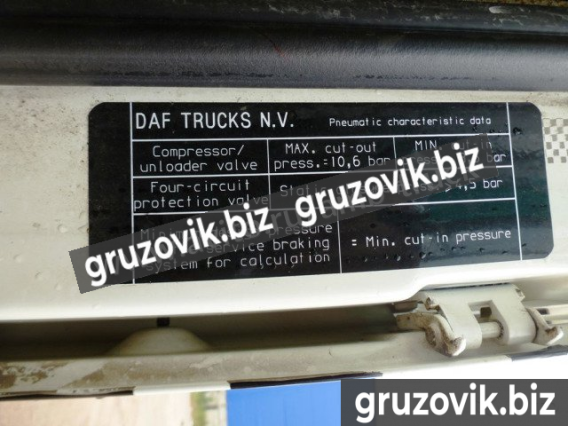 DAF TRUCKS N.V. Pneumatic characteristic data
Compressor/ unloader valve
MAX. cut-out press.:10,6 bar
MIN. bar
Four-circuit protection valve
bar
pressure
service braking
system for calculation
= Min. cut-in pressure
gruzovik.biz
gruzovik.biz
gruzovik.biz
gruzovik.biz